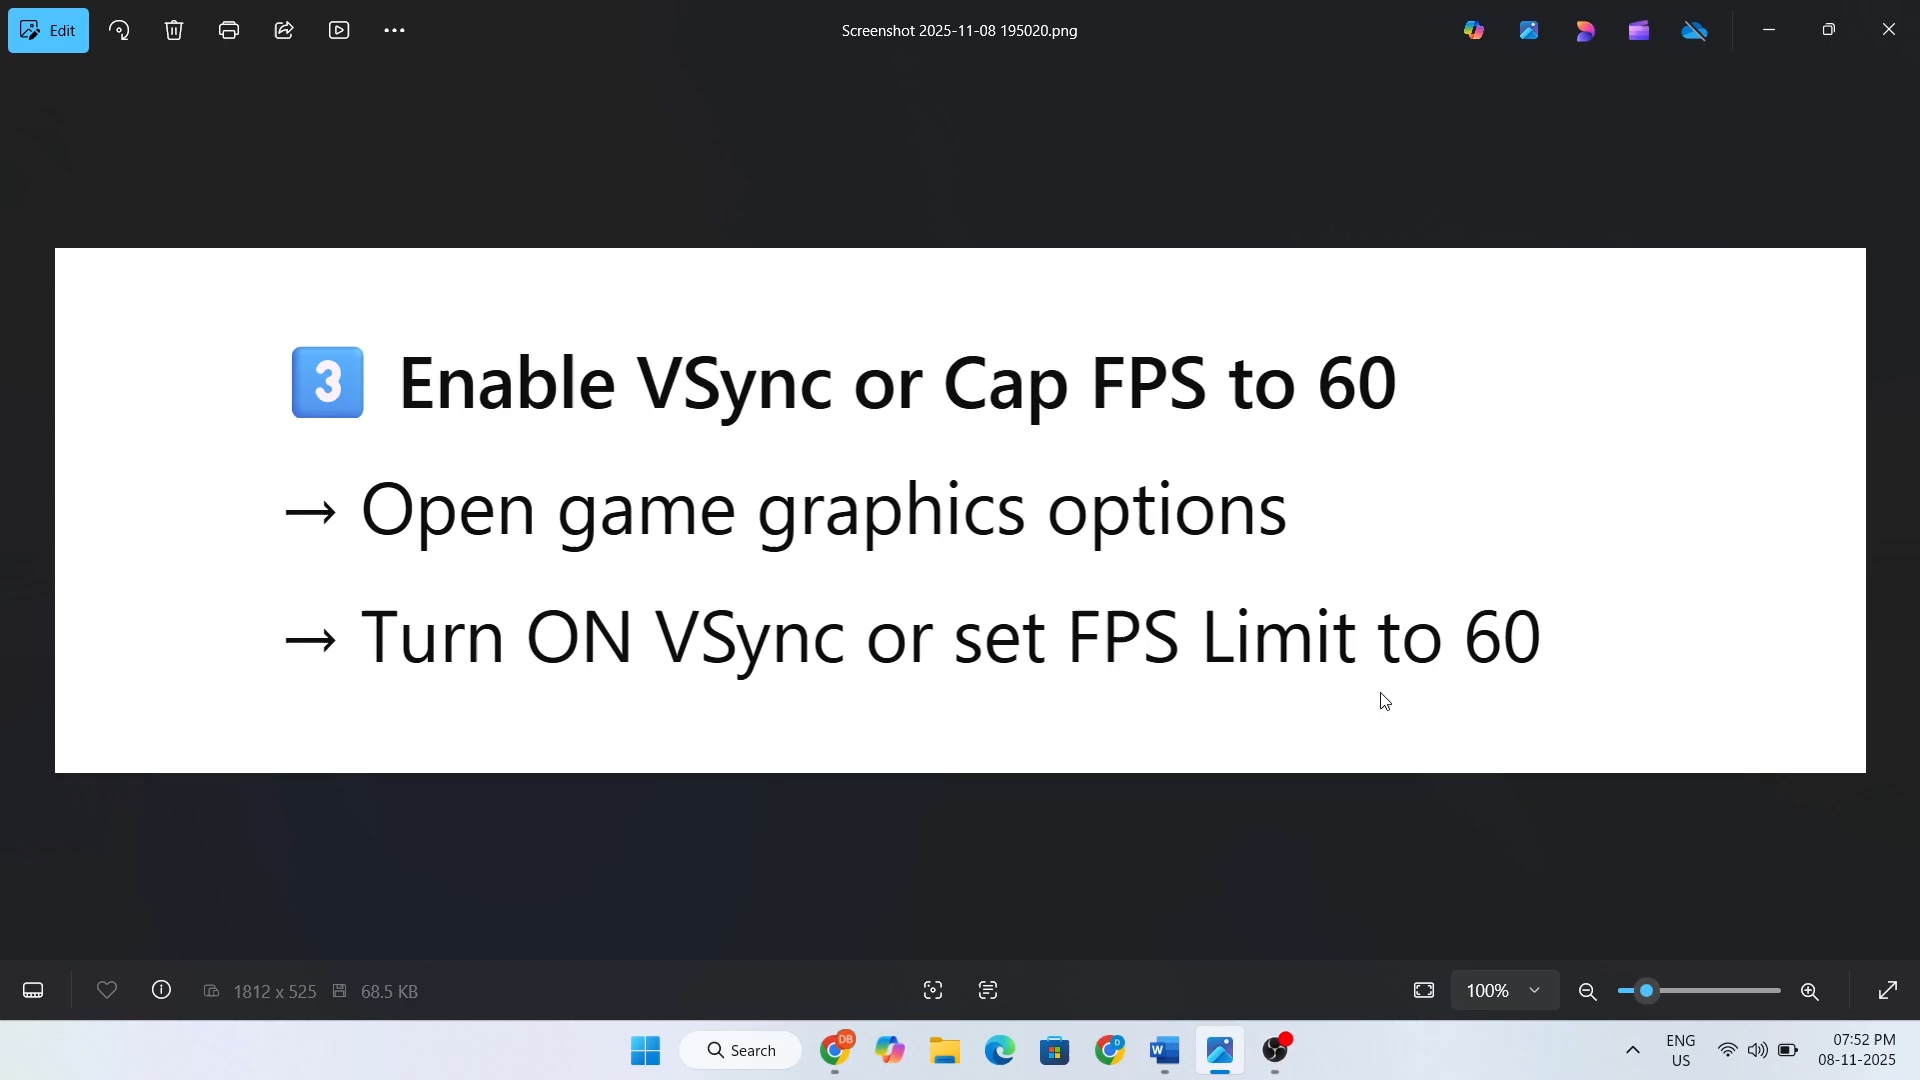 Edit
Screenshot 2025-11-08 195020.png
3 Enable VSync or Cap FPS to 60
→ Open game graphics options
→ Turn ON VSync or set FPS Limit to 60
1812 x 525 68.5 KB
100%
Search
DB
D
W
ENG
US
07:52 PM
08-11-2025